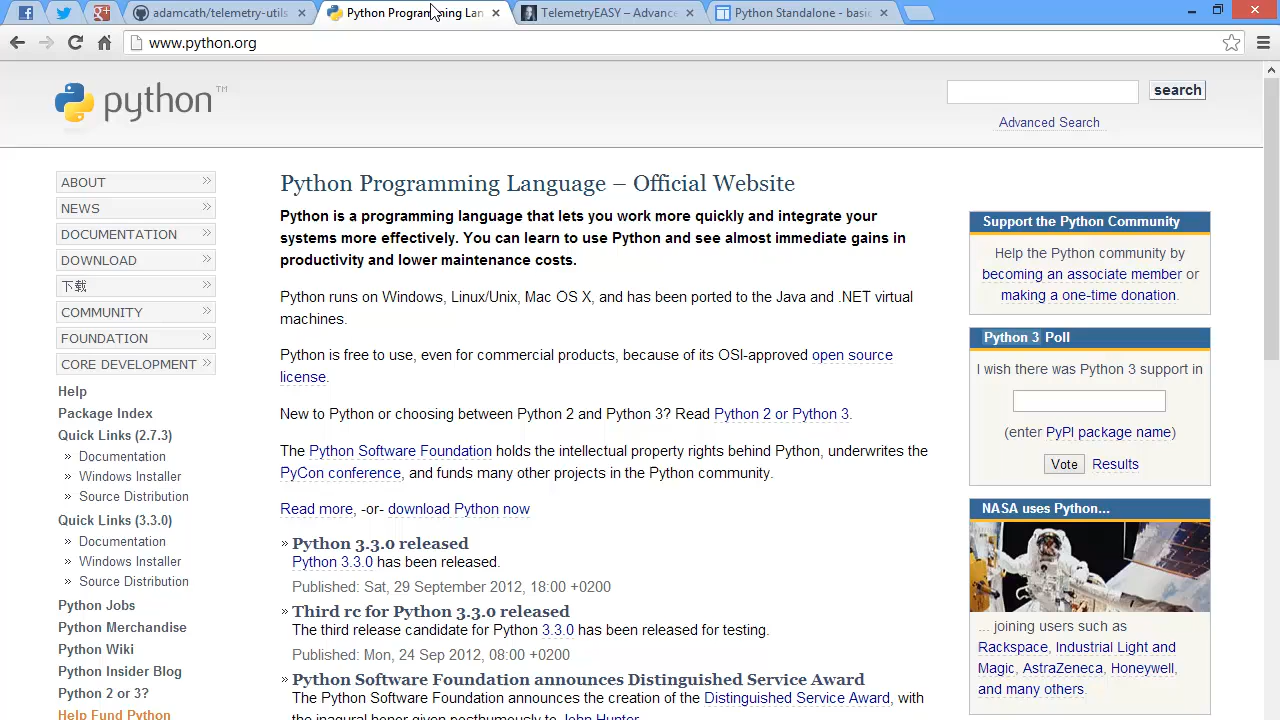 adamcath/telemetry-utils
Python Programming Lan
TelemetryEASY – Advance
Python Standalone - basic
www.python.org
python™
search
Advanced Search
ABOUT
NEWS
DOCUMENTATION
DOWNLOAD
下载
COMMUNITY
FOUNDATION
CORE DEVELOPMENT
Help
Package Index
Quick Links (2.7.3)
» Documentation
» Windows Installer
» Source Distribution
Quick Links (3.3.0)
» Documentation
» Windows Installer
» Source Distribution
Python Jobs
Python Merchandise
Python Wiki
Python Insider Blog
Python 2 or 3?
Help Fund Python
Python Programming Language – Official Website
Python is a programming language that lets you work more quickly and integrate your
systems more effectively. You can learn to use Python and see almost immediate gains in
productivity and lower maintenance costs.
Python runs on Windows, Linux/Unix, Mac OS X, and has been ported to the Java and .NET virtual
machines.
Python is free to use, even for commercial products, because of its OSI-approved open source
license.
New to Python or choosing between Python 2 and Python 3? Read Python 2 or Python 3.
The Python Software Foundation holds the intellectual property rights behind Python, underwrites the
PyCon conference, and funds many other projects in the Python community.
Read more, -or- download Python now
» Python 3.3.0 released
Python 3.3.0 has been released.
Published: Sat, 29 September 2012, 18:00 +0200
» Third rc for Python 3.3.0 released
The third release candidate for Python 3.3.0 has been released for testing.
Published: Mon, 24 Sep 2012, 08:00 +0200
» Python Software Foundation announces Distinguished Service Award
The Python Software Foundation announces the creation of the Distinguished Service Award, with
the inaugural honor given posthumously to John Hunter.
Support the Python Community
Help the Python community by
becoming an associate member or
making a one-time donation.
Python 3 Poll
I wish there was Python 3 support in
(enter PyPI package name)
Vote Results
NASA uses Python...
... joining users such as
Rackspace, Industrial Light and
Magic, AstraZeneca, Honeywell,
and many others.